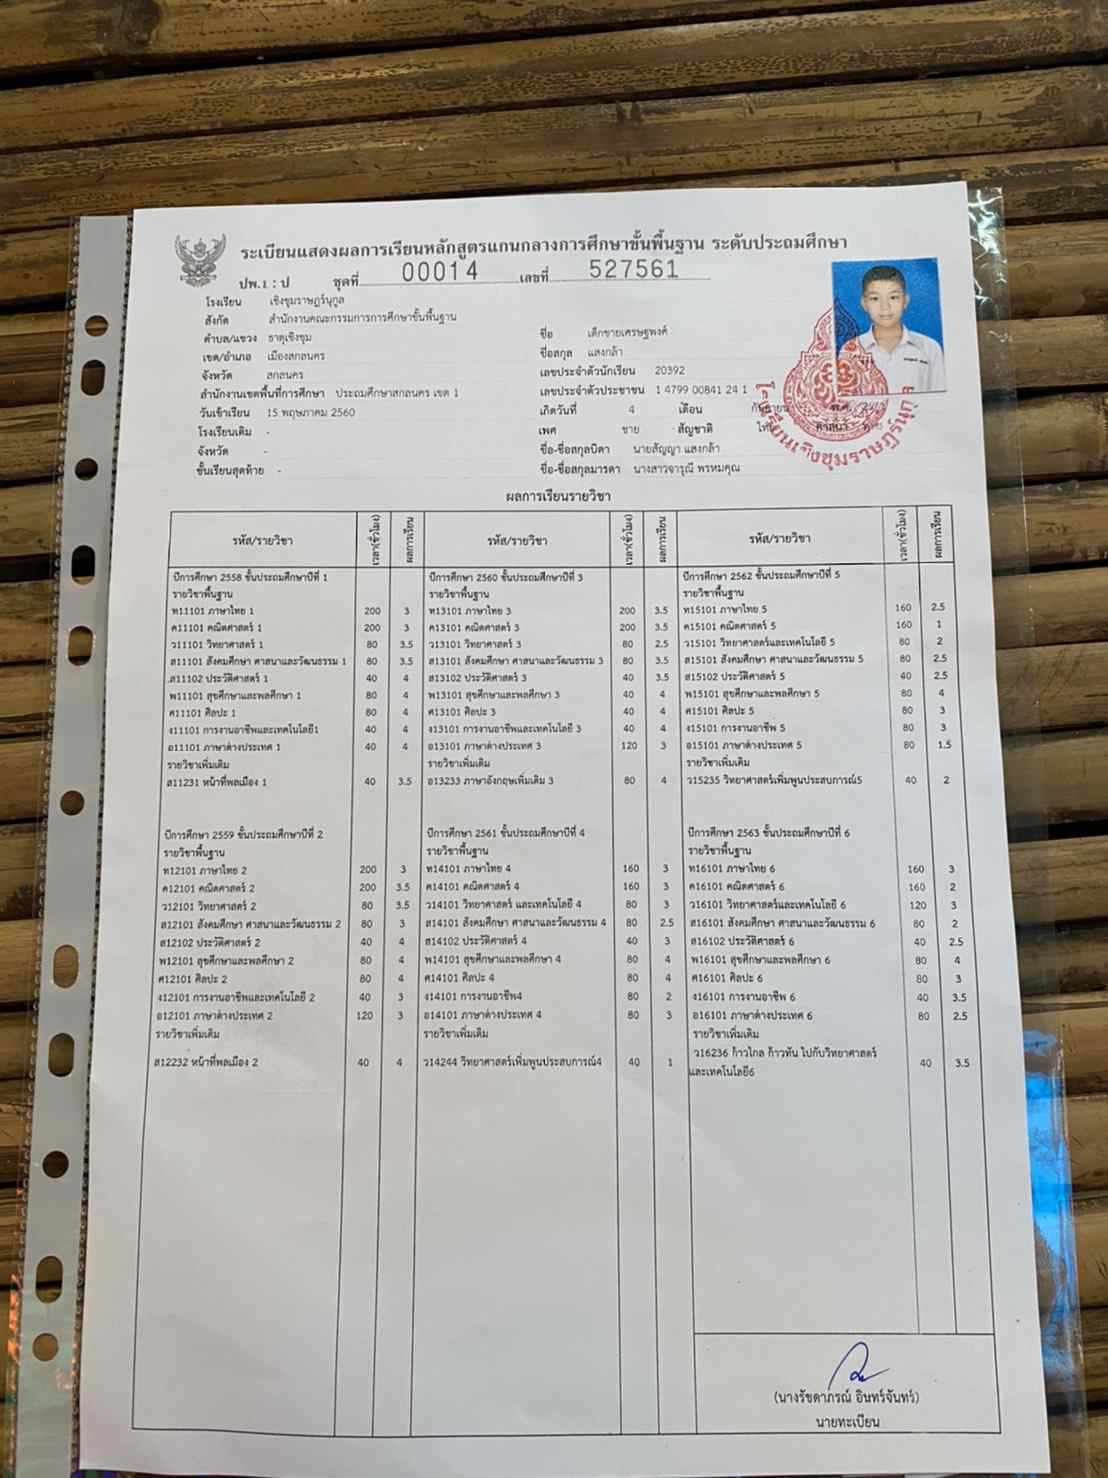 ระเบียนแสดงผลการเรียนหลักสูตรแกนกลางการศึกษาขั้นพื้นฐาน ระดับประถมศึกษา
ปพ.1 : ป ชุดที่ 00014 เลขที่ 527561
โรงเรียน เชิงชุมราษฎร์นุกูล
สังกัด สำนักงานคณะกรรมการการศึกษาขั้นพื้นฐาน
ตำบล/แขวง ธาตุเชิงชุม
เขต/อำเภอ เมืองสกลนคร
จังหวัด สกลนคร
สำนักงานเขตพื้นที่การศึกษา ประถมศึกษาสกลนคร เขต 1
วันเข้าเรียน 15 พฤษภาคม 2560
โรงเรียนเดิม -
จังหวัด -
ชั้นเรียนสุดท้าย -
ชื่อ เด็กชายเศรษฐพงศ์
ชื่อสกุล แสงกล้า
เลขประจำตัวนักเรียน 20392
เลขประจำตัวประชาชน 1 4799 00841 24 1
เกิดวันที่ 4 เดือน กันยายน พ.ศ.
เพศ ชาย สัญชาติ ไทย ศาสนา พุทธ
ชื่อ-ชื่อสกุลบิดา นายสัญญา แสงกล้า
ชื่อ-ชื่อสกุลมารดา นางสาวจารุณี พรหมคุณ
โรงเรียนเชิงชุมราษฎร์นุกูล
ผลการเรียนรายวิชา
รหัส/รายวิชา เวลา(ชั่วโมง) ผลการเรียน รหัส/รายวิชา เวลา(ชั่วโมง) ผลการเรียน รหัส/รายวิชา เวลา(ชั่วโมง) ผลการเรียน
ปีการศึกษา 2558 ชั้นประถมศึกษาปีที่ 1
รายวิชาพื้นฐาน
ท11101 ภาษาไทย 1 200 3
ค11101 คณิตศาสตร์ 1 200 3
ว11101 วิทยาศาสตร์ 1 80 3.5
ส11101 สังคมศึกษา ศาสนาและวัฒนธรรม 1 80 3.5
ส11102 ประวัติศาสตร์ 1 40 4
พ11101 สุขศึกษาและพลศึกษา 1 80 4
ศ11101 ศิลปะ 1 80 4
ง11101 การงานอาชีพและเทคโนโลยี1 40 4
อ11101 ภาษาต่างประเทศ 1 40 4
รายวิชาเพิ่มเติม
ส11231 หน้าที่พลเมือง 1 40 3.5
ปีการศึกษา 2559 ชั้นประถมศึกษาปีที่ 2
รายวิชาพื้นฐาน
ท12101 ภาษาไทย 2 200 3
ค12101 คณิตศาสตร์ 2 200 3.5
ว12101 วิทยาศาสตร์ 2 80 3.5
ส12101 สังคมศึกษา ศาสนาและวัฒนธรรม 2 80 3
ส12102 ประวัติศาสตร์ 2 40 4
พ12101 สุขศึกษาและพลศึกษา 2 80 4
ศ12101 ศิลปะ 2 80 4
ง12101 การงานอาชีพและเทคโนโลยี 2 40 3
อ12101 ภาษาต่างประเทศ 2 120 3
รายวิชาเพิ่มเติม
ส12232 หน้าที่พลเมือง 2 40 4
ปีการศึกษา 2560 ชั้นประถมศึกษาปีที่ 3
รายวิชาพื้นฐาน
ท13101 ภาษาไทย 3 200 3.5
ค13101 คณิตศาสตร์ 3 200 3.5
ว13101 วิทยาศาสตร์ 3 80 2.5
ส13101 สังคมศึกษา ศาสนาและวัฒนธรรม 3 80 3.5
ส13102 ประวัติศาสตร์ 3 40 3.5
พ13101 สุขศึกษาและพลศึกษา 3 40 4
ศ13101 ศิลปะ 3 40 4
ง13101 การงานอาชีพและเทคโนโลยี 3 40 4
อ13101 ภาษาต่างประเทศ 3 120 3
รายวิชาเพิ่มเติม
อ13233 ภาษาอังกฤษเพิ่มเติม 3 80 4
ปีการศึกษา 2561 ชั้นประถมศึกษาปีที่ 4
รายวิชาพื้นฐาน
ท14101 ภาษาไทย 4 160 3
ค14101 คณิตศาสตร์ 4 160 3
ว14101 วิทยาศาสตร์ และเทคโนโลยี 4 80 3
ส14101 สังคมศึกษา ศาสนาและวัฒนธรรม 4 80 2.5
ส14102 ประวัติศาสตร์ 4 40 3
พ14101 สุขศึกษาและพลศึกษา 4 80 4
ศ14101 ศิลปะ 4 80 4
ง14101 การงานอาชีพ4 80 2
อ14101 ภาษาต่างประเทศ 4 80 3
รายวิชาเพิ่มเติม
ว14244 วิทยาศาสตร์เพิ่มพูนประสบการณ์4 40 1
ปีการศึกษา 2562 ชั้นประถมศึกษาปีที่ 5
รายวิชาพื้นฐาน
ท15101 ภาษาไทย 5 160 2.5
ค15101 คณิตศาสตร์ 5 160 1
ว15101 วิทยาศาสตร์และเทคโนโลยี 5 80 2
ส15101 สังคมศึกษา ศาสนาและวัฒนธรรม 5 80 2.5
ส15102 ประวัติศาสตร์ 5 40 2.5
พ15101 สุขศึกษาและพลศึกษา 5 80 4
ศ15101 ศิลปะ 5 80 3
ง15101 การงานอาชีพ 5 80 3
อ15101 ภาษาต่างประเทศ 5 80 1.5
รายวิชาเพิ่มเติม
ว15235 วิทยาศาสตร์เพิ่มพูนประสบการณ์5 40 2
ปีการศึกษา 2563 ชั้นประถมศึกษาปีที่ 6
รายวิชาพื้นฐาน
ท16101 ภาษาไทย 6 160 3
ค16101 คณิตศาสตร์ 6 160 2
ว16101 วิทยาศาสตร์และเทคโนโลยี 6 120 3
ส16101 สังคมศึกษา ศาสนาและวัฒนธรรม 6 80 2
ส16102 ประวัติศาสตร์ 6 40 2.5
พ16101 สุขศึกษาและพลศึกษา 6 80 4
ศ16101 ศิลปะ 6 80 3
ง16101 การงานอาชีพ 6 40 3.5
อ16101 ภาษาต่างประเทศ 6 80 2.5
รายวิชาเพิ่มเติม
ว16236 ก้าวไกล ก้าวทัน ไปกับวิทยาศาสตร์
และเทคโนโลยี6 40 3.5
(นางรัชดาภรณ์ อินทร์จันทร์)
นายทะเบียน